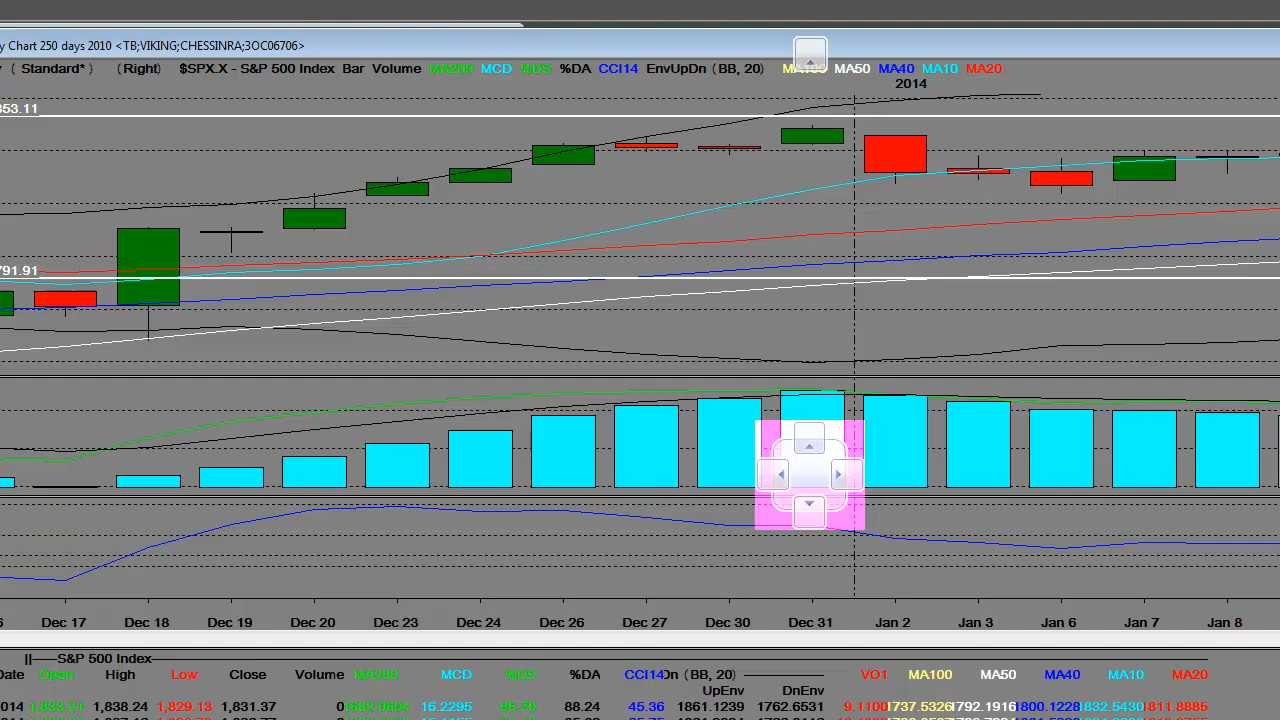 y Chart 250 days 2010 <TB;VIKING;CHESSINRA;3OC06706>
( Standard* ) (Right) $SPX.X - S&P 500 Index Bar Volume MA200 MCD %DS %DA CCI14 EnvUpDn (BB, 20) MA100 MA50 MA40 MA10 MA20
2014
853.11
791.91
Dec 17 Dec 18 Dec 19 Dec 20 Dec 23 Dec 24 Dec 26 Dec 27 Dec 30 Dec 31 Jan 2 Jan 3 Jan 6 Jan 7 Jan 8
S&P 500 Index
Date Open High Low Close Volume MA200 MCD %DS %DA CCI14 Dn (BB, 20) VO1 MA100 MA50 MA40 MA10 MA20
UpEnv DnEnv
014 1,838.24 1,829.13 1,831.37 0 16.2295 88.24 45.36 1861.1239 1762.6531 9.1100 1737.5326 1792.1916 1800.1228 1832.5430 1811.8885